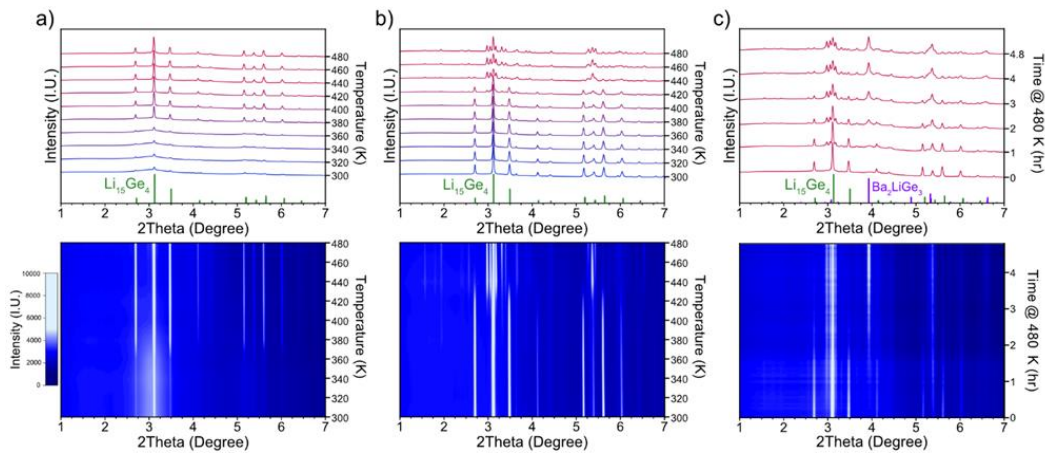 a)
b)
c)
Intensity (I.U.)
480
460
440
420
400
380
360
340
320
300
Temperature (K)
Li15Ge4
1 2 3 4 5 6 7
2Theta (Degree)
Intensity (I.U.)
480
460
440
420
400
380
360
340
320
300
Temperature (K)
Li15Ge4
1 2 3 4 5 6 7
2Theta (Degree)
Intensity (I.U.)
4.8
4
3
2
1
0
Time @ 480 K (hr)
Li15Ge4
Ba2LiGe3
1 2 3 4 5 6 7
2Theta (Degree)
Intensity (I.U.)
10000
8000
6000
4000
2000
0
480
460
440
420
400
380
360
340
320
300
Temperature (K)
1 2 3 4 5 6 7
2Theta (Degree)
480
460
440
420
400
380
360
340
320
300
Temperature (K)
1 2 3 4 5 6 7
2Theta (Degree)
4
3
2
1
0
Time @ 480 K (hr)
1 2 3 4 5 6 7
2Theta (Degree)